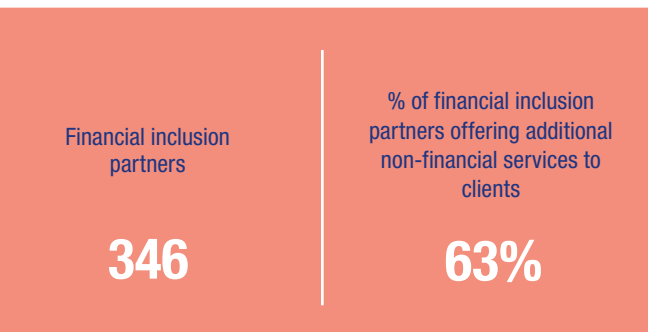 Financial inclusion
partners
346
% of financial inclusion
partners offering additional
non-financial services to
clients
63%